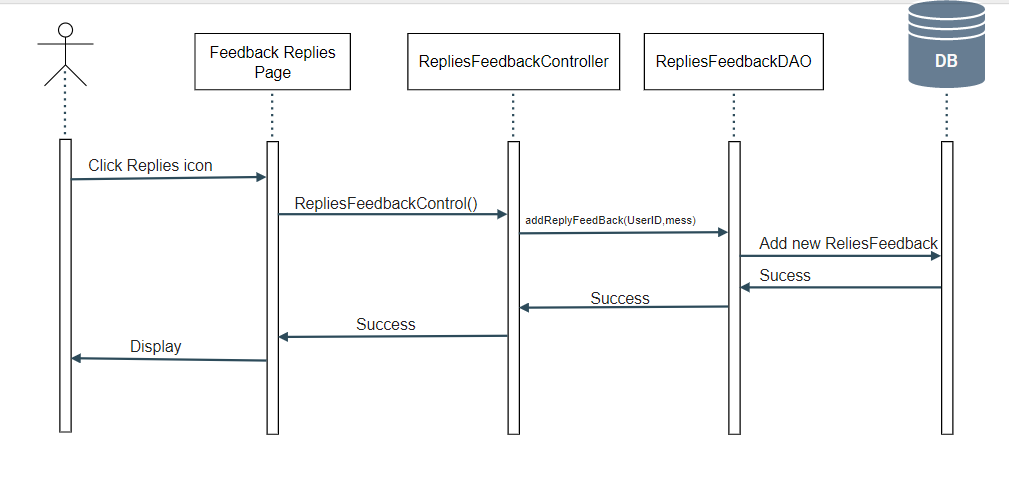 Feedback Replies
Page
RepliesFeedbackController
RepliesFeedbackDAO
DB
Click Replies icon
RepliesFeedbackControl()
addReplyFeedBack(UserID,mess)
Add new ReliesFeedback
Sucess
Success
Success
Display